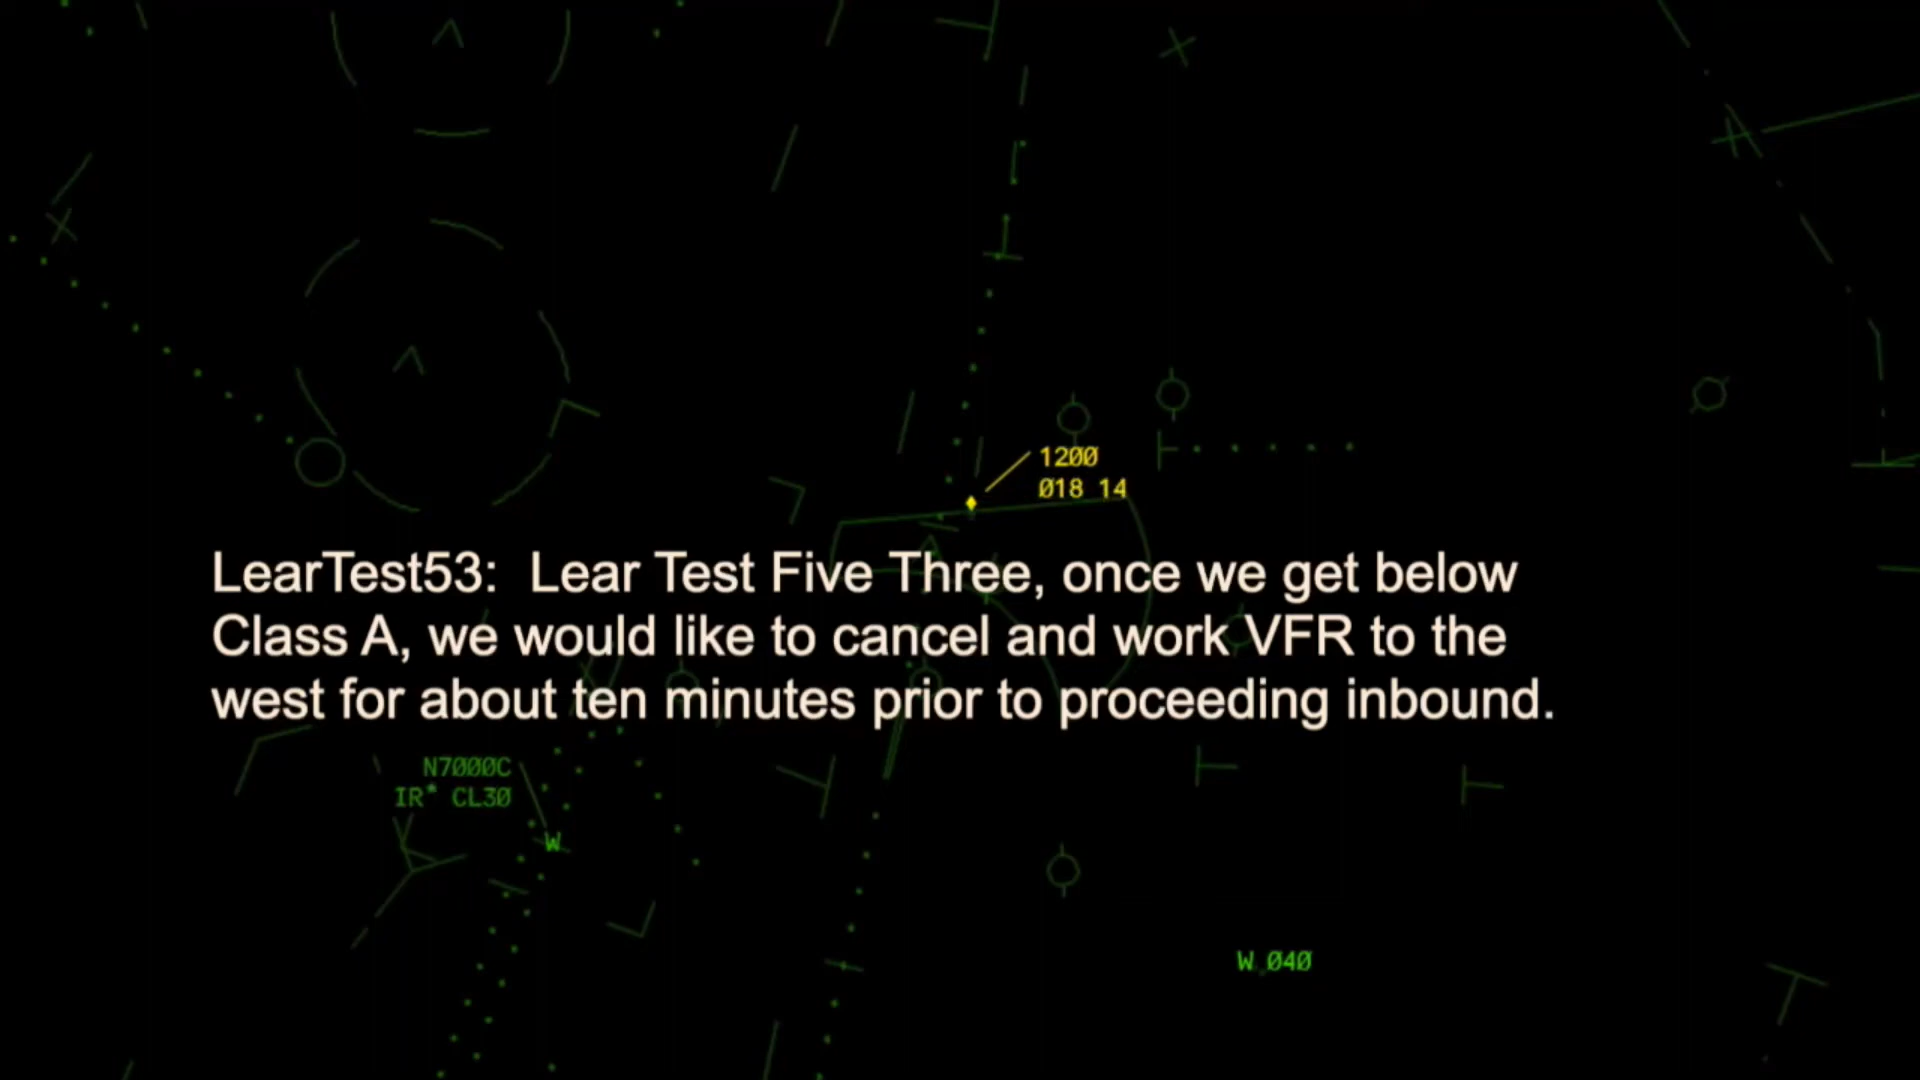 1200
018 14
LearTest53:  Lear Test Five Three, once we get below
Class A, we would like to cancel and work VFR to the
west for about ten minutes prior to proceeding inbound.
N7000C
IR* CL30
W
W 040